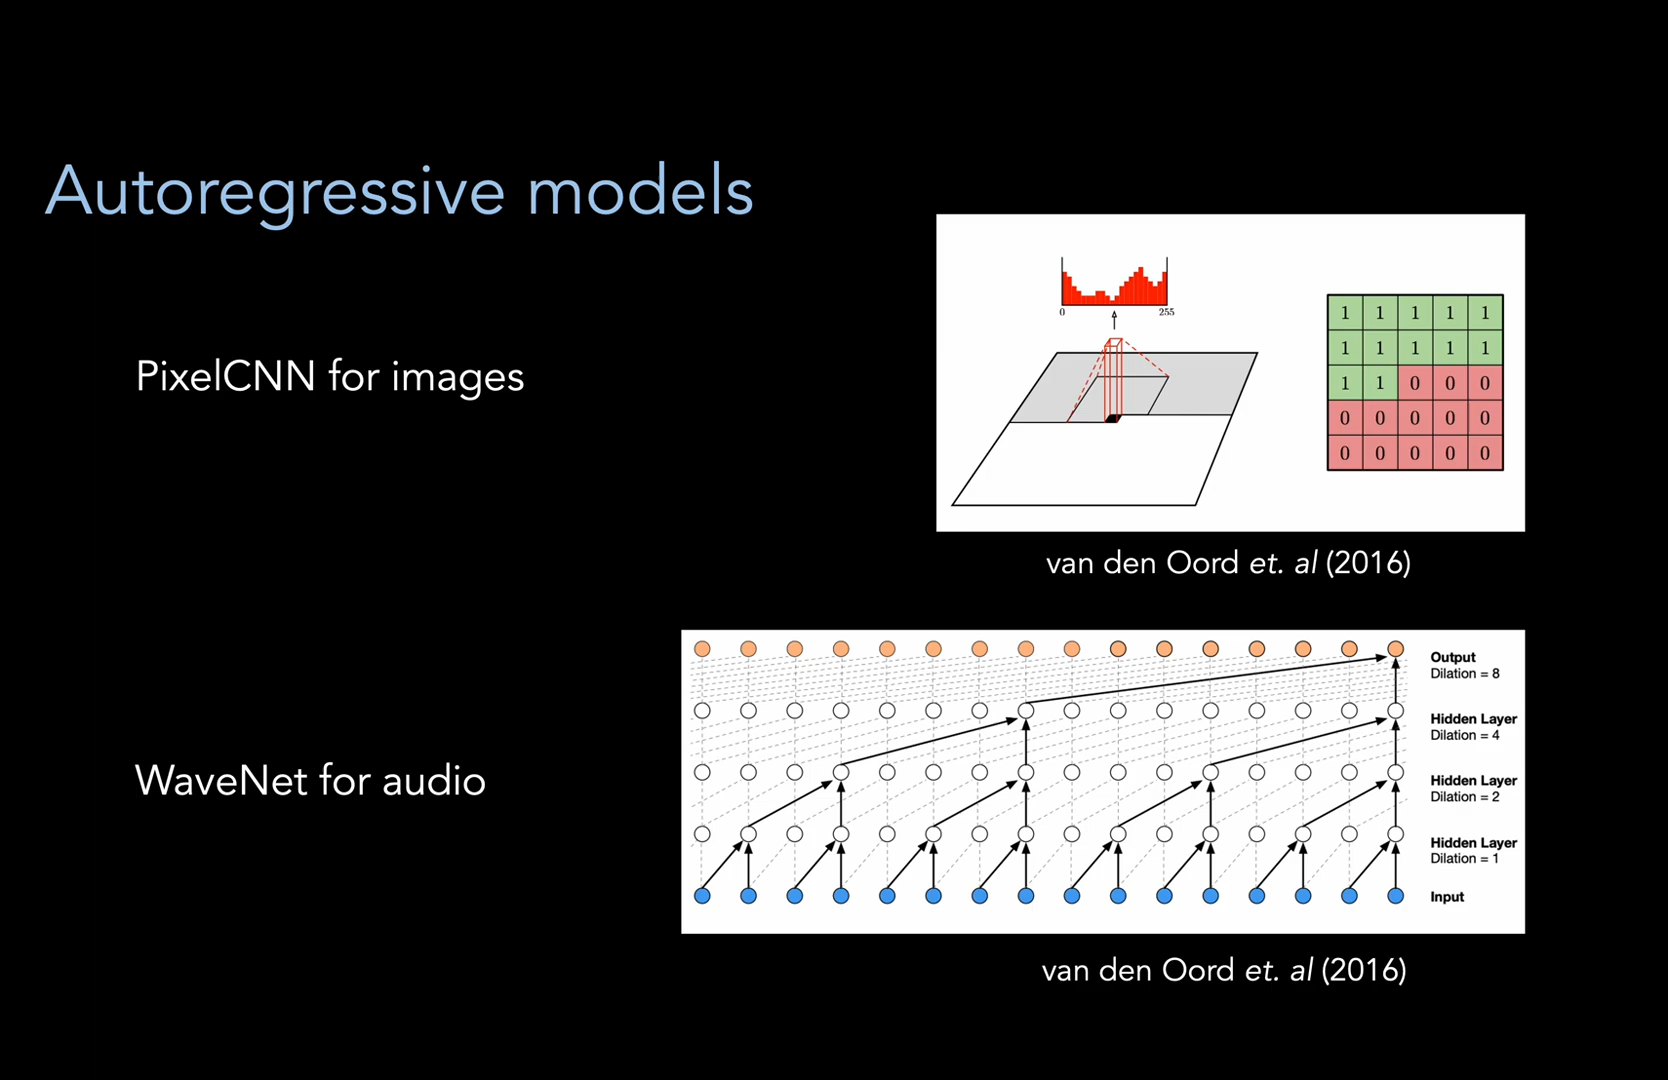 Autoregressive models
PixelCNN for images
0 255
1 1 1 1 1
1 1 1 1 1
1 1 0 0 0
0 0 0 0 0
0 0 0 0 0
van den Oord et. al (2016)
WaveNet for audio
Output
Dilation = 8
Hidden Layer
Dilation = 4
Hidden Layer
Dilation = 2
Hidden Layer
Dilation = 1
Input
van den Oord et. al (2016)